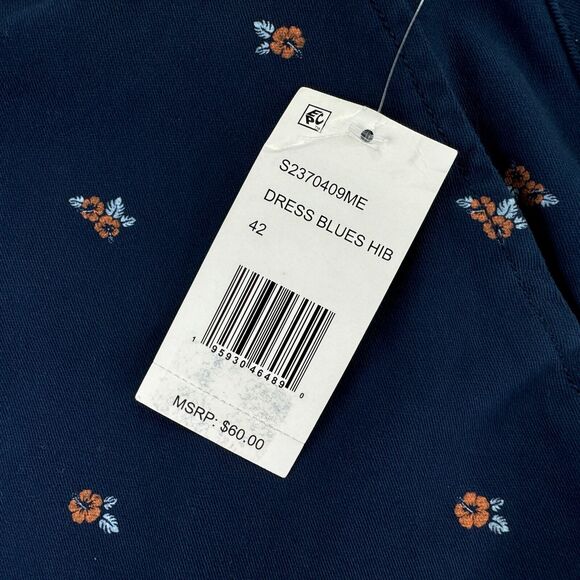 S2370409ME
DRESS BLUES HIB
42
1 95930 46489 0
MSRP: $60.00